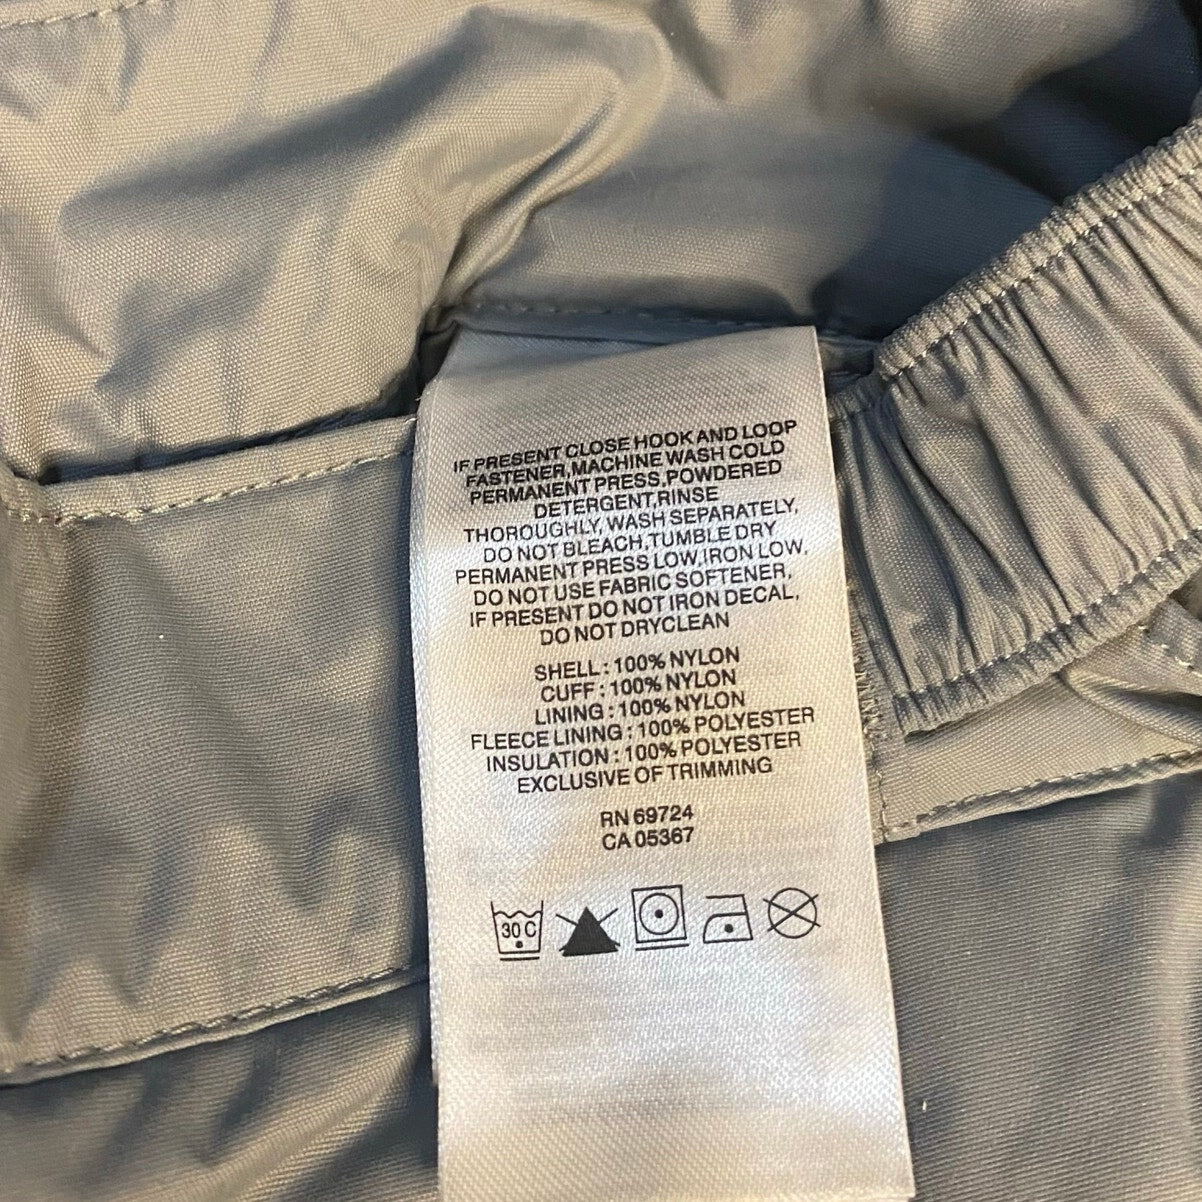 IF PRESENT CLOSE HOOK AND LOOP
FASTENER,MACHINE WASH COLD
PERMANENT PRESS,POWDERED
DETERGENT,RINSE
THOROUGHLY,WASH SEPARATELY,
DO NOT BLEACH,TUMBLE DRY
PERMANENT PRESS LOW,IRON LOW,
DO NOT USE FABRIC SOFTENER,
IF PRESENT DO NOT IRON DECAL,
DO NOT DRYCLEAN
SHELL : 100% NYLON
CUFF : 100% NYLON
LINING : 100% NYLON
FLEECE LINING : 100% POLYESTER
INSULATION : 100% POLYESTER
EXCLUSIVE OF TRIMMING
RN 69724
CA 05367
30 C